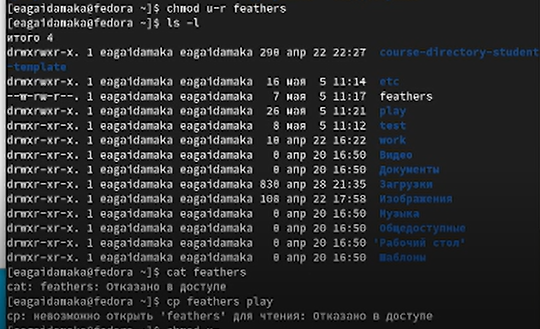 [eagaidamaka@fedora ~]$ chmod u-r feathers
[eagaidamaka@fedora ~]$ ls -l
итого 4
drwxrwxr-x. 1 eagaidamaka eagaidamaka 290 апр 22 22:27 course-directory-student
-template
drwxrwxr-x. 1 eagaidamaka eagaidamaka 16 мая 5 11:14 etc
--w-rw-r--. 1 eagaidamaka eagaidamaka 7 мая 5 11:17 feathers
drwxrwxr-x. 1 eagaidamaka eagaidamaka 26 мая 5 11:21 play
drwxrwxr-x. 1 eagaidamaka eagaidamaka 8 мая 5 11:12 test
drwxrwxr-x. 1 eagaidamaka eagaidamaka 10 апр 22 16:22 work
drwxr-xr-x. 1 eagaidamaka eagaidamaka 0 апр 20 16:50 Видео
drwxr-xr-x. 1 eagaidamaka eagaidamaka 0 апр 20 16:50 Документы
drwxr-xr-x. 1 eagaidamaka eagaidamaka 830 апр 28 21:35 Загрузки
drwxr-xr-x. 1 eagaidamaka eagaidamaka 108 апр 22 17:58 Изображения
drwxr-xr-x. 1 eagaidamaka eagaidamaka 0 апр 20 16:50 Музыка
drwxr-xr-x. 1 eagaidamaka eagaidamaka 0 апр 20 16:50 Общедоступные
drwxr-xr-x. 1 eagaidamaka eagaidamaka 0 апр 20 16:50 'Рабочий стол'
drwxr-xr-x. 1 eagaidamaka eagaidamaka 0 апр 20 16:50 Шаблоны
[eagaidamaka@fedora ~]$ cat feathers
cat: feathers: Отказано в доступе
[eagaidamaka@fedora ~]$ cp feathers play
cp: невозможно открыть 'feathers' для чтения: Отказано в доступе